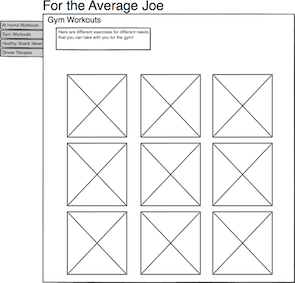 For the Average Joe
Gym Workouts
At Home Workouts
Gym Workouts
Healthy Snack Ideas
Dinner Recipes
Here are different exercises for different needs
that you can take with you for the gym!